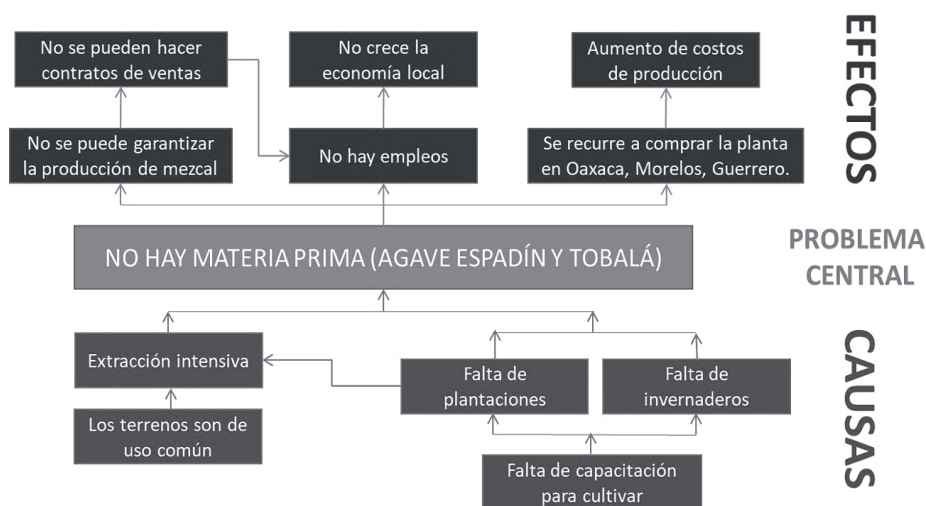 No se pueden hacer
contratos de ventas
No crece la
economía local
Aumento de costos
de producción
No se puede garantizar
la producción de mezcal
No hay empleos
Se recurre a comprar la planta
en Oaxaca, Morelos, Guerrero.
EFECTOS
NO HAY MATERIA PRIMA (AGAVE ESPADÍN Y TOBALÁ)
PROBLEMA
CENTRAL
Extracción intensiva
Falta de
plantaciones
Falta de
invernaderos
Los terrenos son de
uso común
Falta de capacitación
para cultivar
CAUSAS